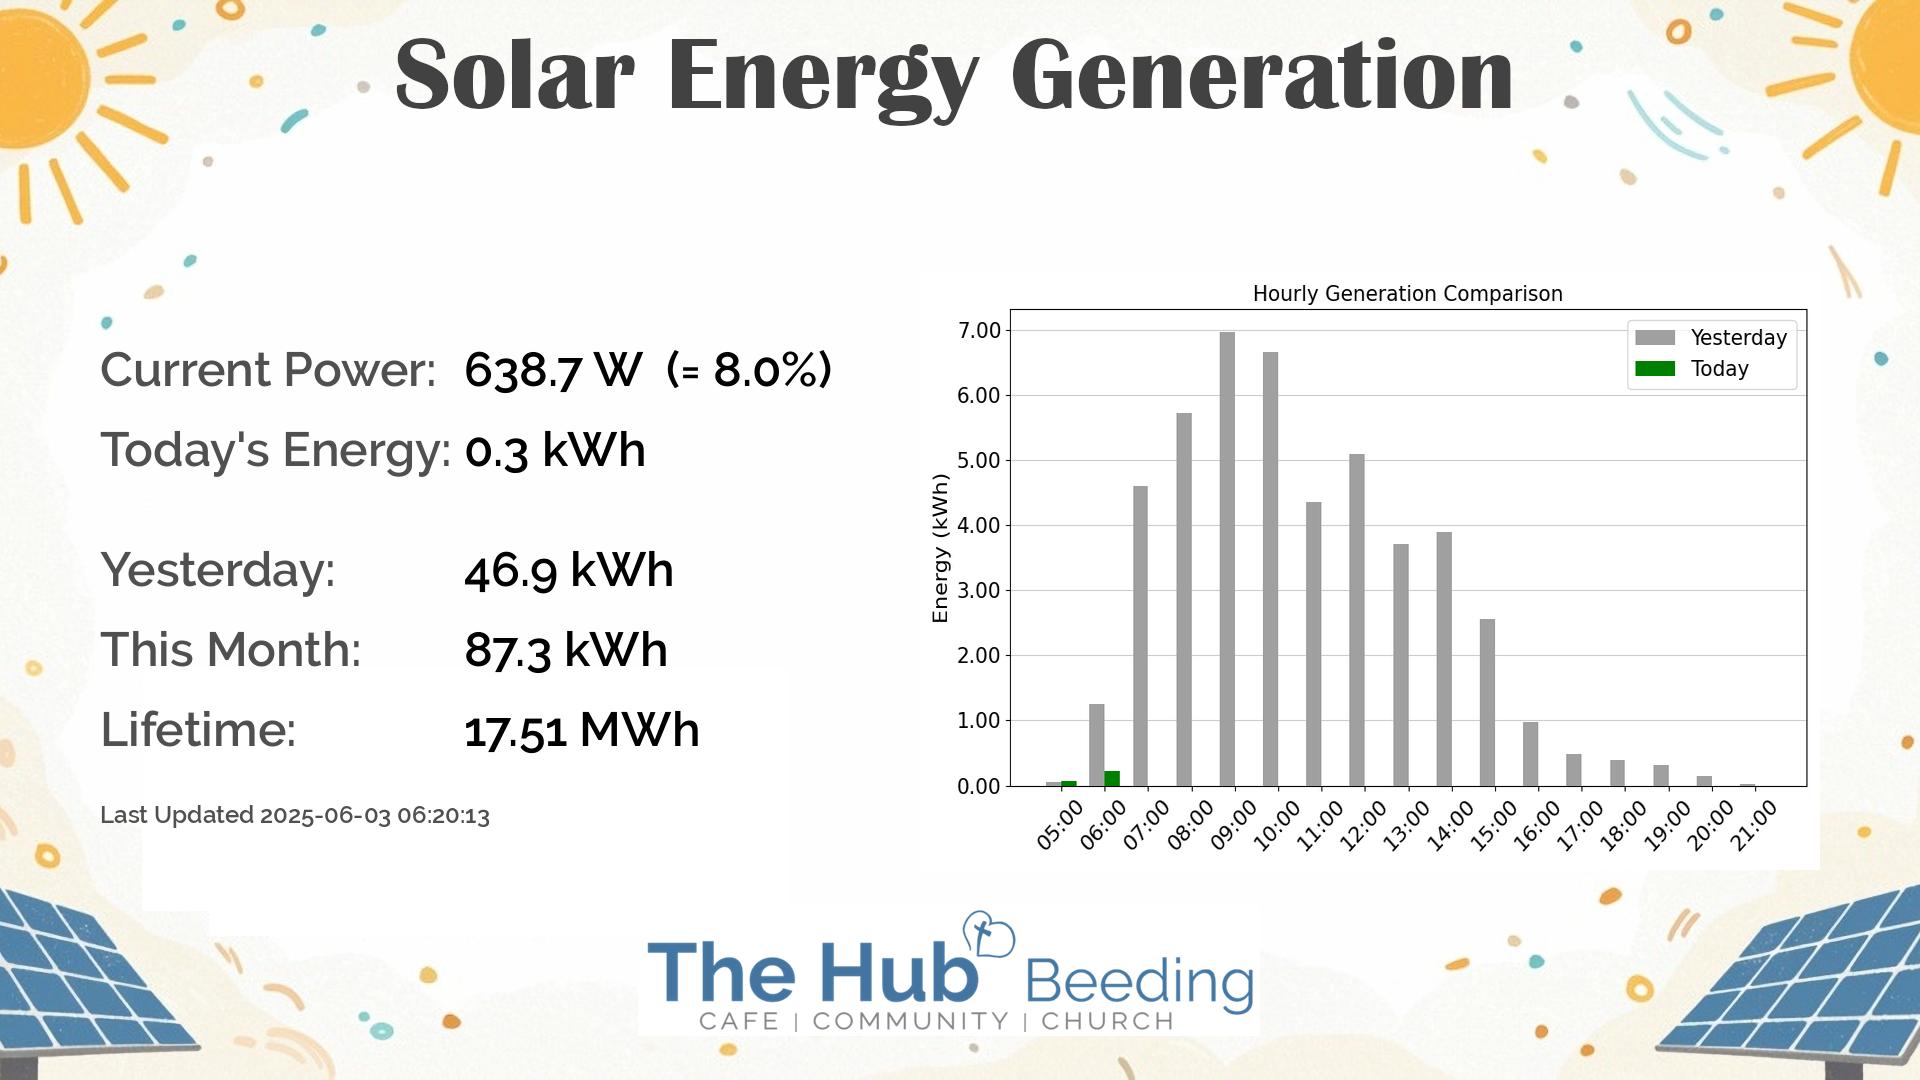 Solar Energy Generation
Current Power: 638.7 W (= 8.0%)
Today's Energy: 0.3 kWh
Yesterday: 46.9 kWh
This Month: 87.3 kWh
Lifetime: 17.51 MWh
Last Updated 2025-06-03 06:20:13
Hourly Generation Comparison
Yesterday
Today
Energy (kWh)
7.00
6.00
5.00
4.00
3.00
2.00
1.00
0.00
05:00 06:00 07:00 08:00 09:00 10:00 11:00 12:00 13:00 14:00 15:00 16:00 17:00 18:00 19:00 20:00 21:00
The Hub Beeding
CAFE | COMMUNITY | CHURCH